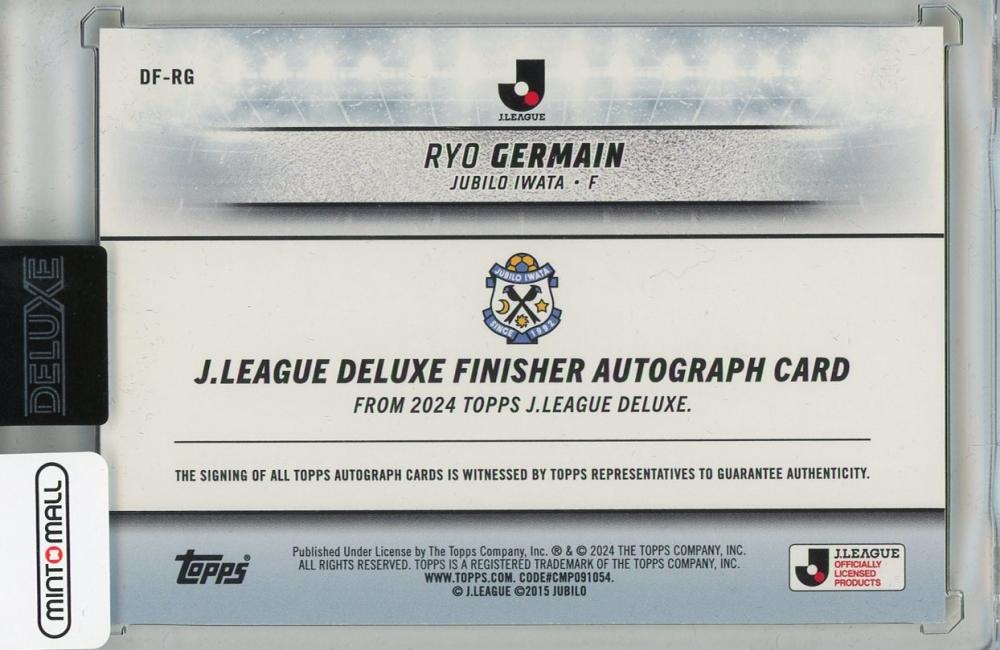 DF-RG
J.LEAGUE
RYO GERMAIN
JUBILO IWATA • F
DELUXE
JUBILO IWATA
SINCE 1992
J.LEAGUE DELUXE FINISHER AUTOGRAPH CARD
FROM 2024 TOPPS J.LEAGUE DELUXE.
THE SIGNING OF ALL TOPPS AUTOGRAPH CARDS IS WITNESSED BY TOPPS REPRESENTATIVES TO GUARANTEE AUTHENTICITY.
MINTOMALL
topps®
Published Under License by The Topps Company, Inc. ® & © 2024 THE TOPPS COMPANY, INC.
ALL RIGHTS RESERVED. TOPPS IS A REGISTERED TRADEMARK OF THE TOPPS COMPANY, INC.
WWW.TOPPS.COM. CODE#CMP091054.
© J.LEAGUE ©2015 JUBILO
J.LEAGUE
OFFICIALLY
LICENSED
PRODUCTS